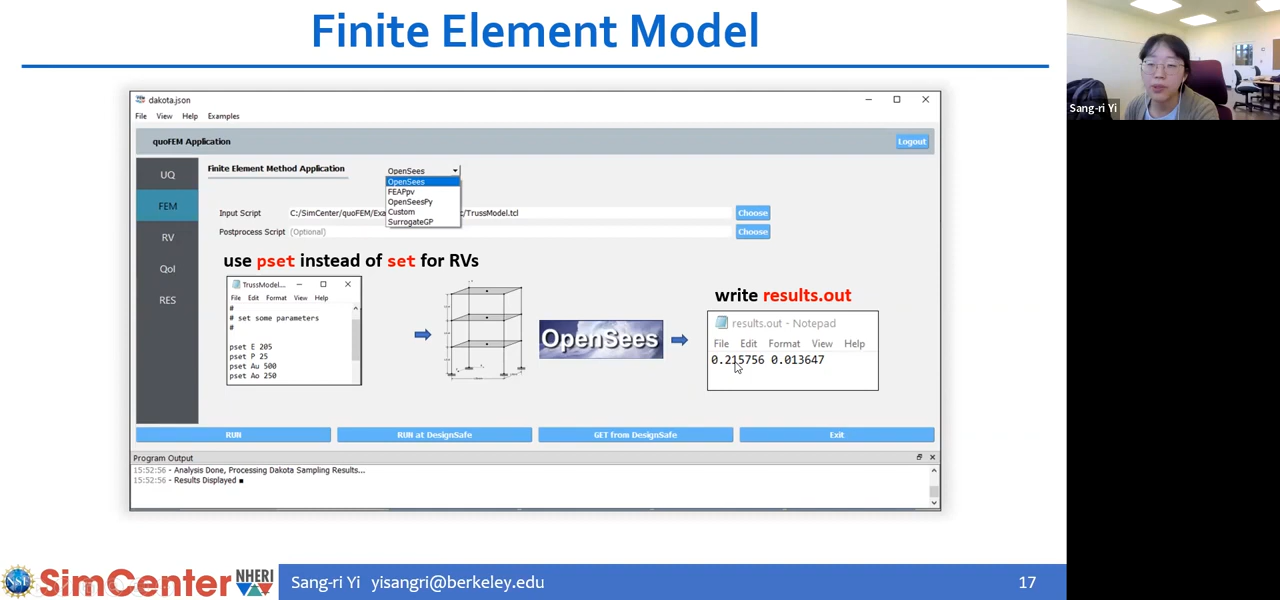 Finite Element Model
Sang-ri Yi
dakota.json
File View Help Examples
quoFEM Application
Logout
UQ
FEM
RV
QoI
RES
Finite Element Method Application
OpenSees
OpenSees
FEAPpv
OpenSeesPy
Custom
SurrogateGP
Input Script C:/SimCenter/quoFEM/Exa /TrussModel.tcl Choose
Postprocess Script (Optional) Choose
use pset instead of set for RVs
TrussModel...
File Edit Format View Help
#
# set some parameters
#
pset E 205
pset P 25
pset Au 500
pset Ao 250
OpenSees
write results.out
results.out - Notepad
File Edit Format View Help
0.215756 0.013647
RUN
RUN at DesignSafe
GET from DesignSafe
Exit
Program Output
15:52:56 - Analysis Done, Processing Dakota Sampling Results...
15:52:56 - Results Displayed
NSF SimCenter NHERI
Sang-ri Yi yisangri@berkeley.edu
17